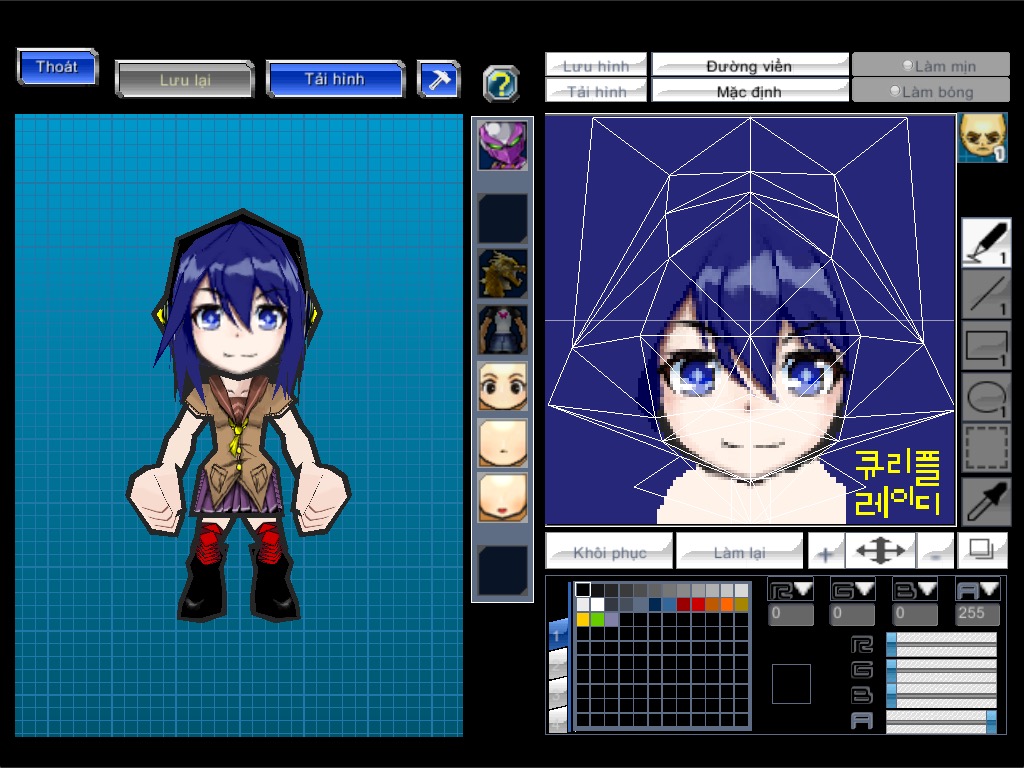 Thoát
Lưu lại
Tải hình
?
Lưu hình
Đường viền
Làm mịn
Tải hình
Mặc định
Làm bóng
1
1
1
1
1
큐리플
레이디
Khôi phục
Làm lại
+
-
R
G
B
A
0
0
0
255
1
R
G
B
A